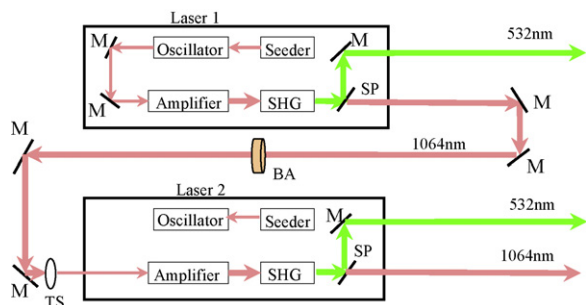 Laser 1
M Oscillator Seeder M 532nm
M Amplifier SHG SP M
M 1064nm M
BA
Laser 2
Oscillator Seeder M 532nm
SP 1064nm
M TS Amplifier SHG